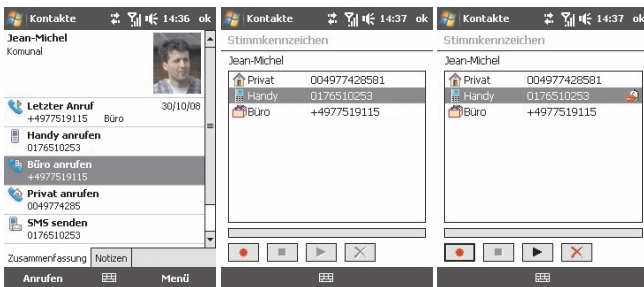 Kontakte 14:36 ok
Jean-Michel
Komunal
Letzter Anruf 30/10/08
+4977519115 Büro
Handy anrufen
0176510253
Büro anrufen
+4977519115
Privat anrufen
0049774285
SMS senden
0176510253
Zusammenfassung Notizen
Anrufen Menü
Kontakte 14:37 ok
Stimmkennzeichen
Jean-Michel
Privat 004977428581
Handy 0176510253
Büro +4977519115
Kontakte 14:37 ok
Stimmkennzeichen
Jean-Michel
Privat 004977428581
Handy 0176510253
Büro +4977519115